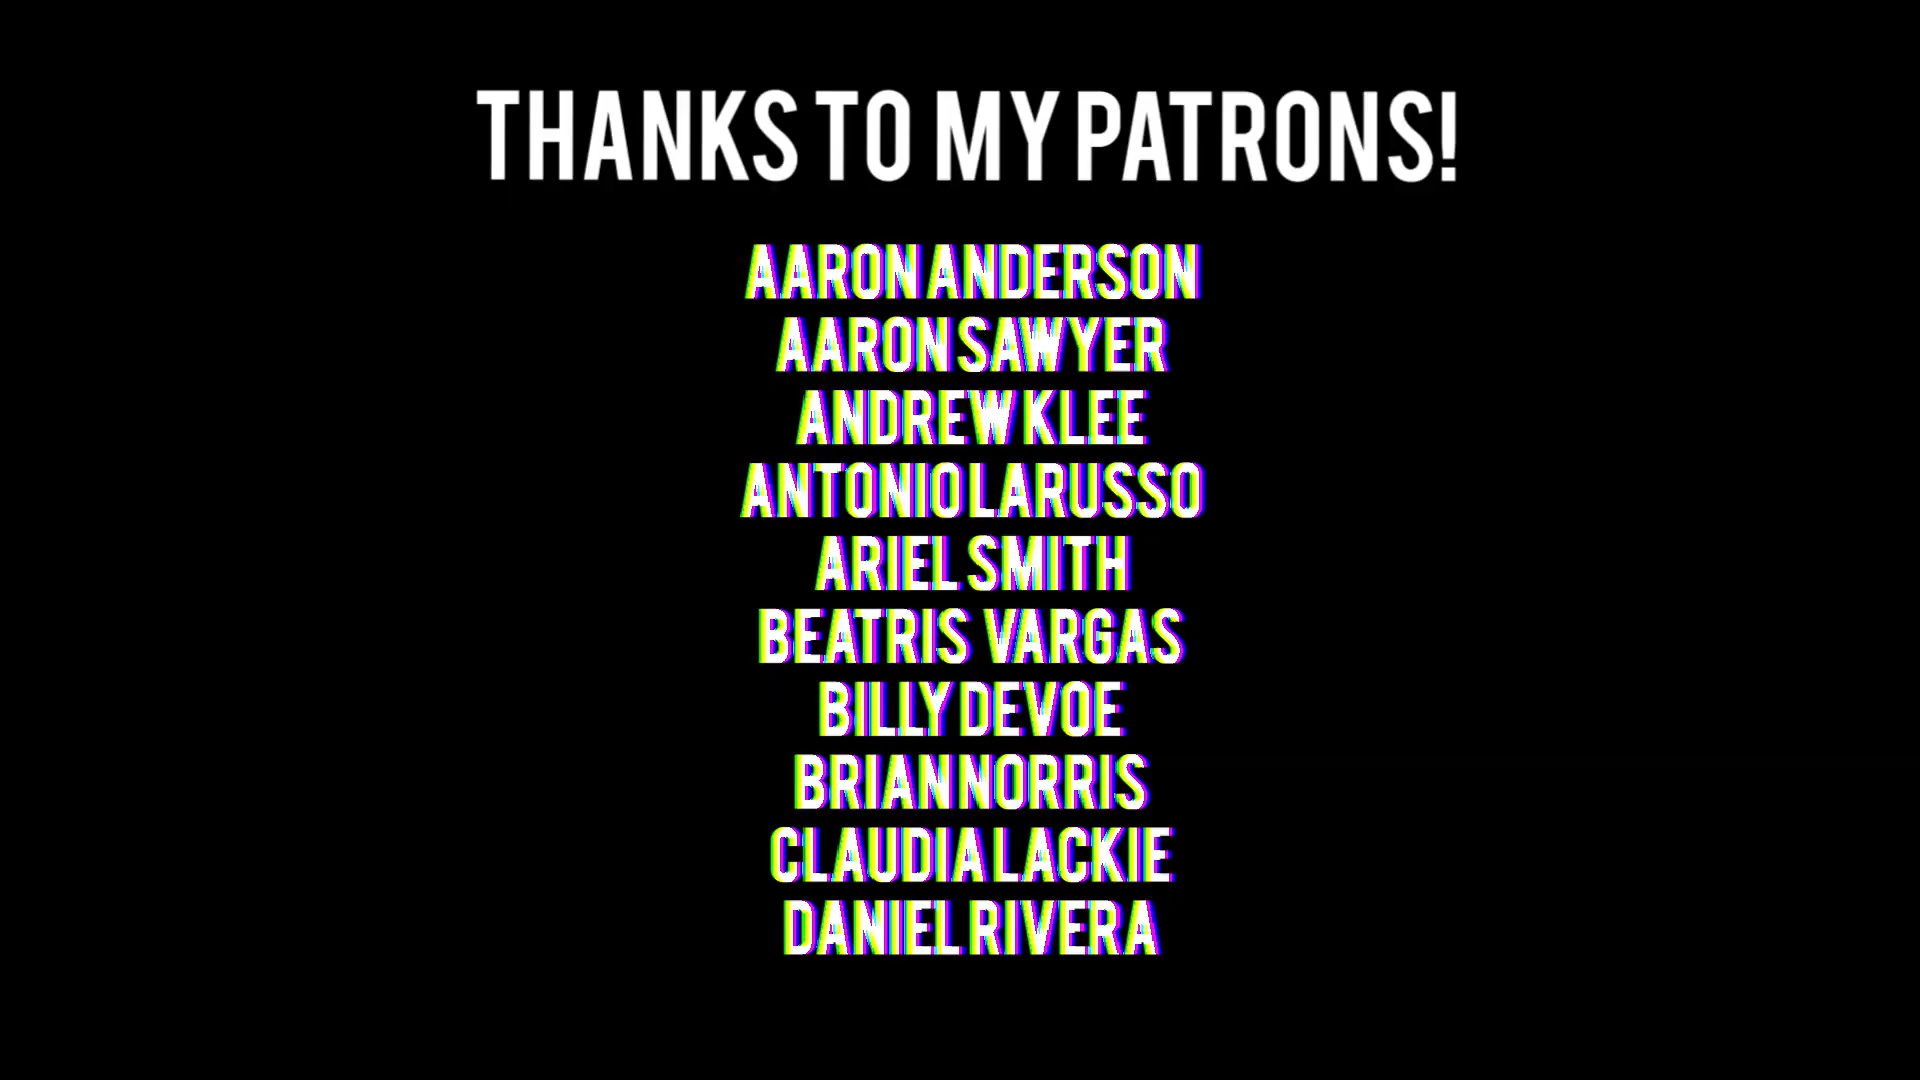 THANKS TO MY PATRONS!
AARON ANDERSON
AARON SAWYER
ANDREW KLEE
ANTONIO LARUSSO
ARIEL SMITH
BEATRIS VARGAS
BILLY DEVOE
BRIAN NORRIS
CLAUDIA LACKIE
DANIEL RIVERA